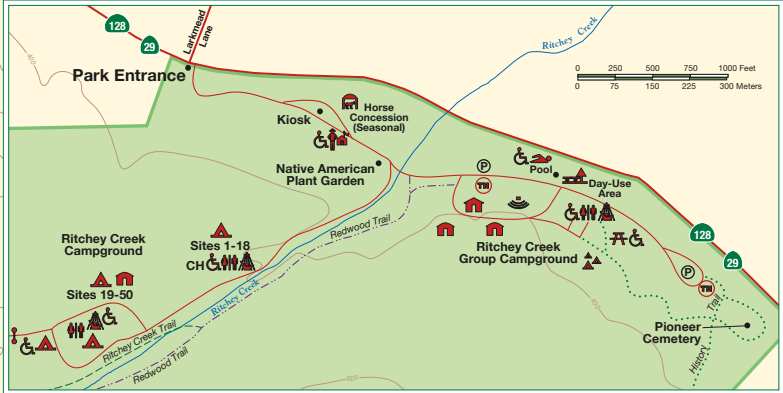 128
29
Larkmead
Lane
Ritchey Creek
400
Park Entrance
0 250 500 750 1000 Feet
0 75 150 225 300 Meters
Kiosk
Horse
Concession
(Seasonal)
Native American
Plant Garden
P
TH
Pool
Day-Use
Area
Redwood Trail
Ritchey Creek
Campground
Sites 1-18
CH
Ritchey Creek
Group Campground
128
29
P
TH
Sites 19-50
Ritchey Creek
400
Trail
Pioneer
Cemetery
Ritchey Creek Trail
Redwood Trail
History
600